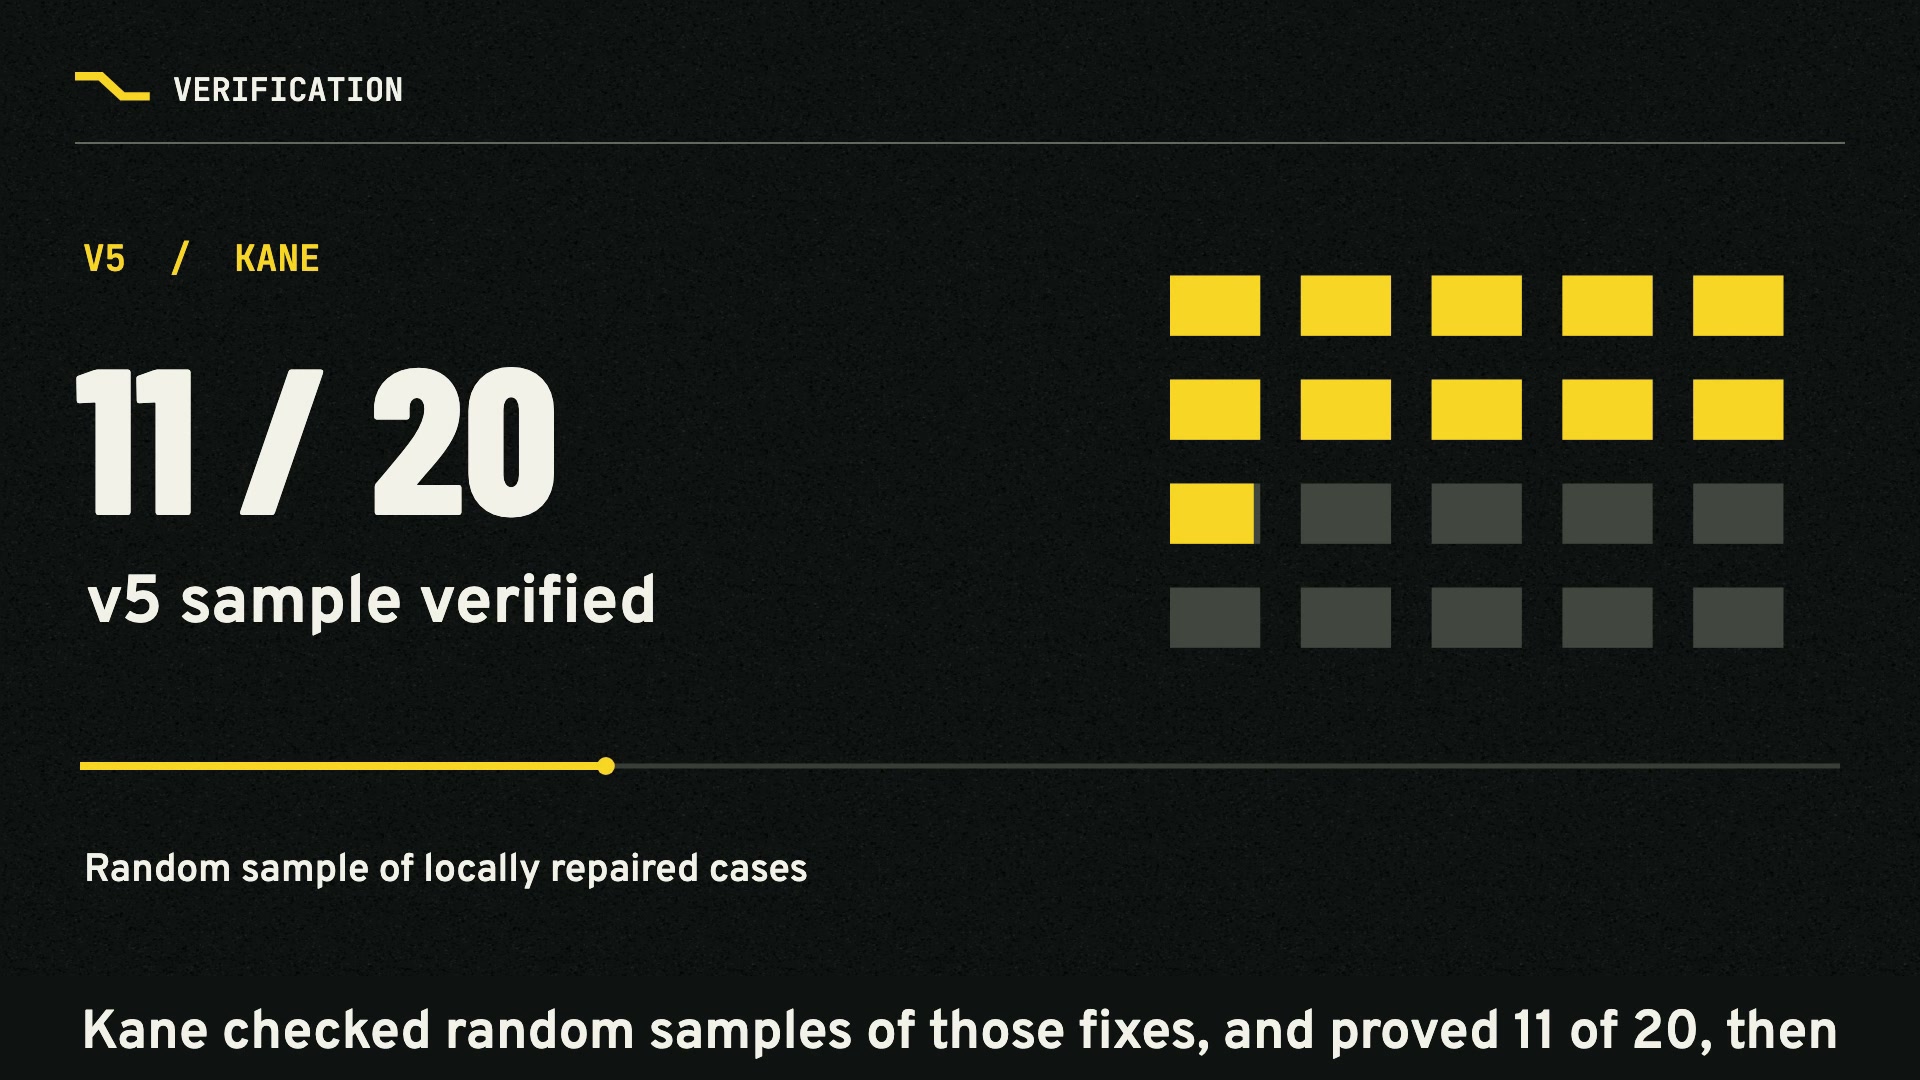 VERIFICATION
V5 / KANE
11 / 20
v5 sample verified
Random sample of locally repaired cases
Kane checked random samples of those fixes, and proved 11 of 20, then